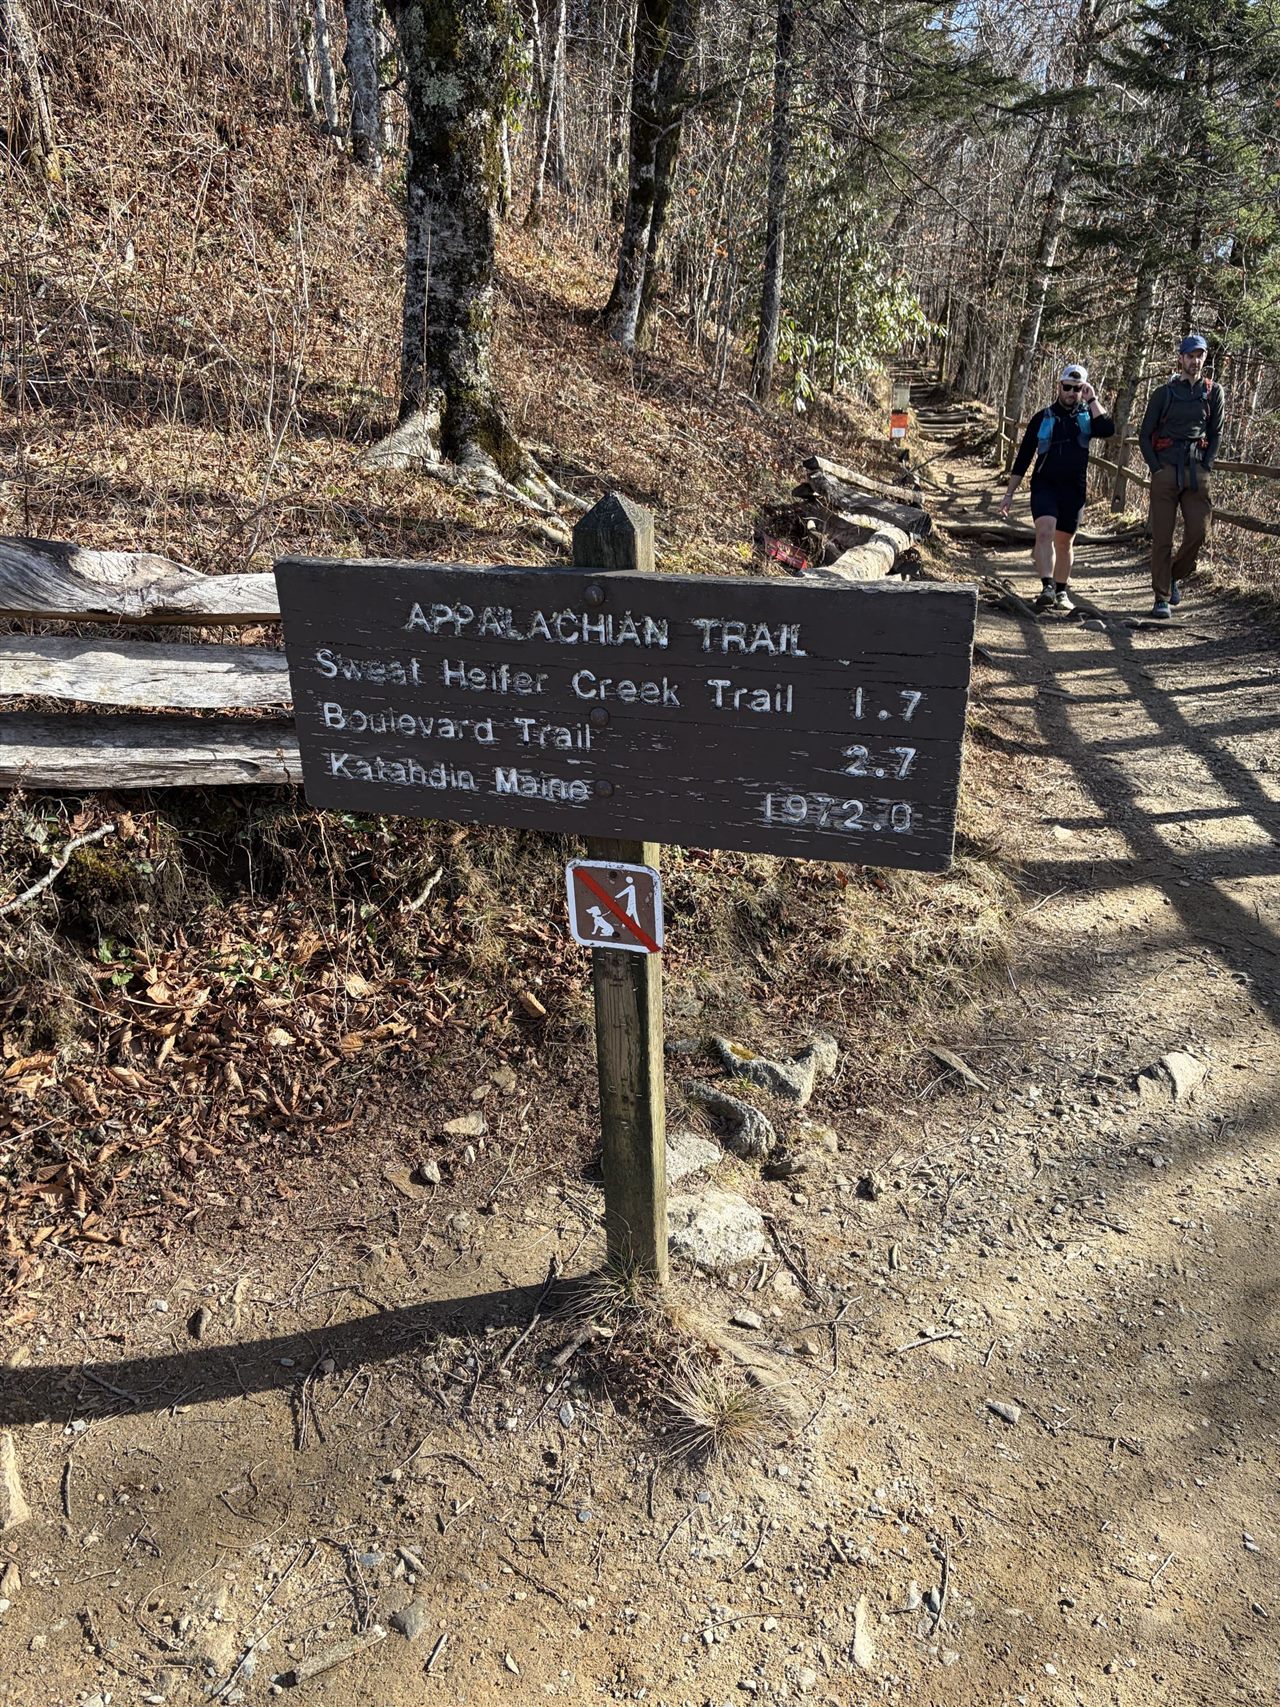 APPALACHIAN TRAIL
Sweat Heifer Creek Trail 1.7
Boulevard Trail 2.7
Katahdin Maine 1972.0